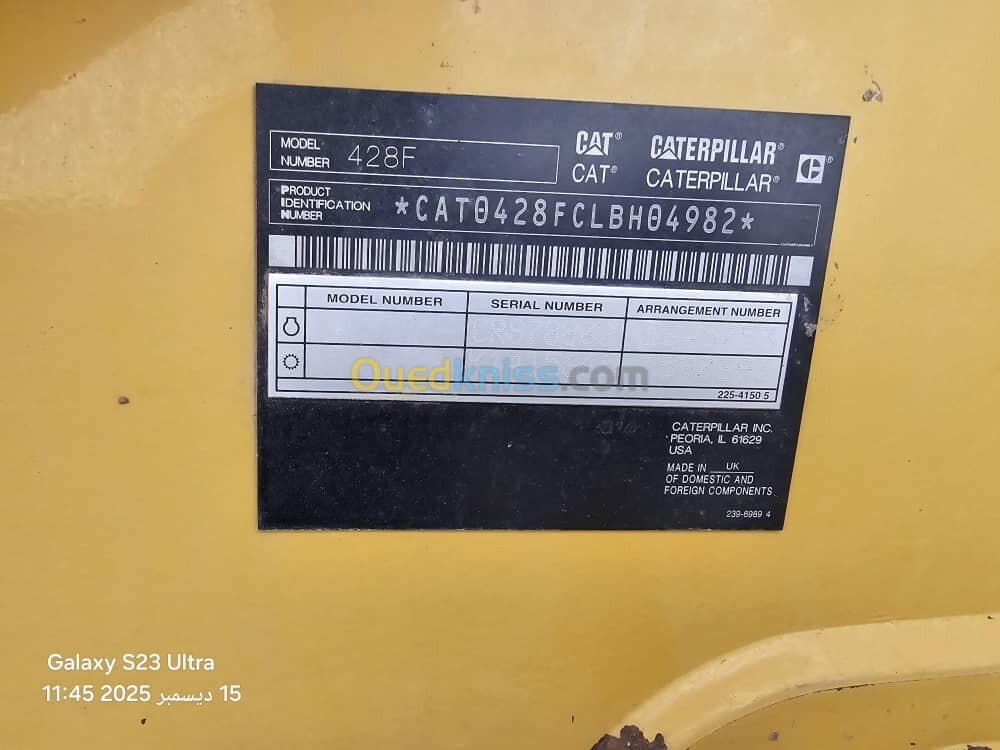 MODEL
NUMBER 428F
CAT® CATERPILLAR®
CAT® CATERPILLAR®
PRODUCT
IDENTIFICATION
NUMBER *CAT0428FCLBH04982*
MODEL NUMBER SERIAL NUMBER ARRANGEMENT NUMBER
Ouedkniss.com
225-4150 5
CATERPILLAR INC.
PEORIA, IL 61629
USA
MADE IN UK
OF DOMESTIC AND
FOREIGN COMPONENTS
239-6989 4
Galaxy S23 Ultra
15 ديسمبر 2025 11:45